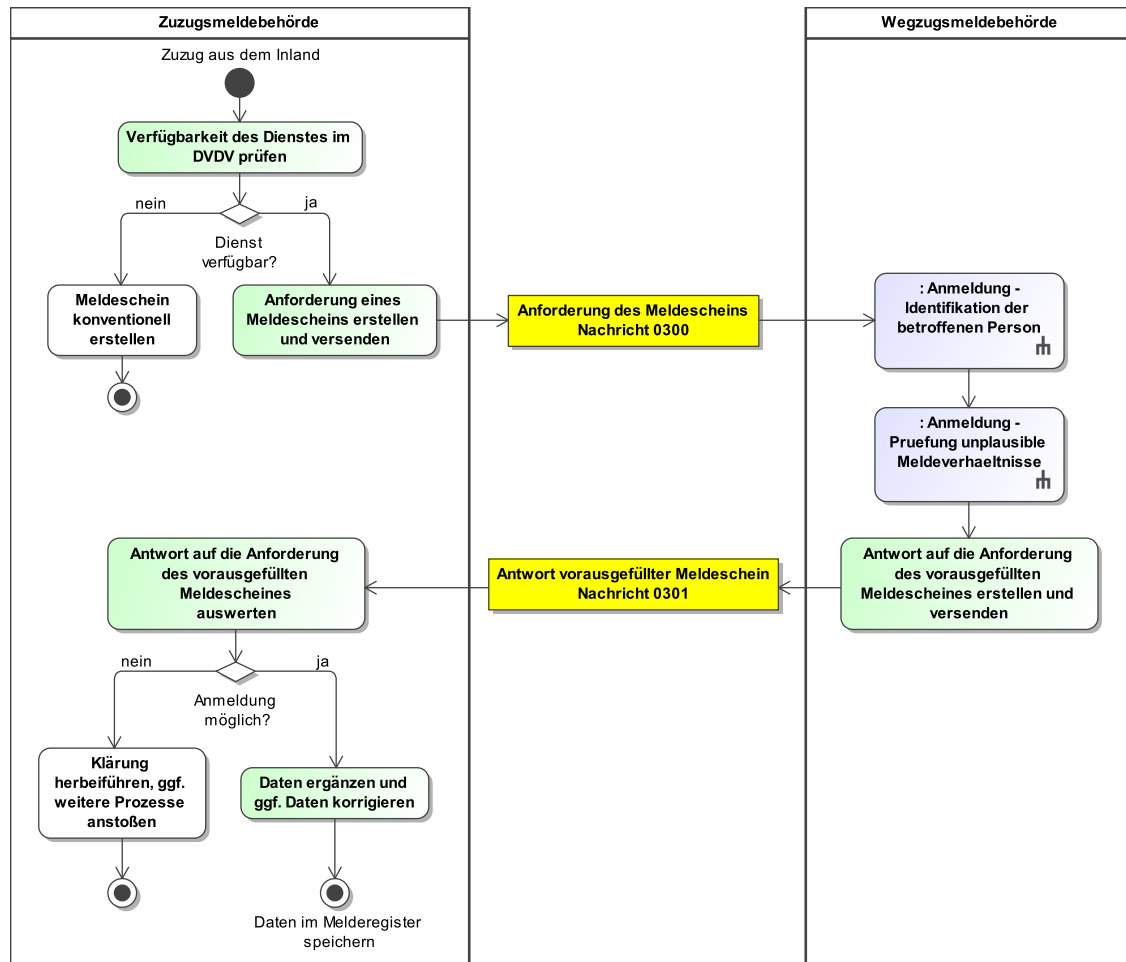 Zuzugsmeldebehörde
Wegzugsmeldebehörde
Zuzug aus dem Inland
Verfügbarkeit des Dienstes im
DVDV prüfen
nein
ja
Dienst
verfügbar?
Meldeschein
konventionell
erstellen
Anforderung eines
Meldescheins erstellen
und versenden
Anforderung des Meldescheins
Nachricht 0300
: Anmeldung -
Identifikation der
betroffenen Person
: Anmeldung -
Pruefung unplausible
Meldeverhaeltnisse
Antwort auf die Anforderung
des vorausgefüllten
Meldescheines erstellen und
versenden
Antwort vorausgefüllter Meldeschein
Nachricht 0301
Antwort auf die Anforderung
des vorausgefüllten
Meldescheines
auswerten
nein
ja
Anmeldung
möglich?
Klärung
herbeiführen, ggf.
weitere Prozesse
anstoßen
Daten ergänzen und
ggf. Daten korrigieren
Daten im Melderegister
speichern